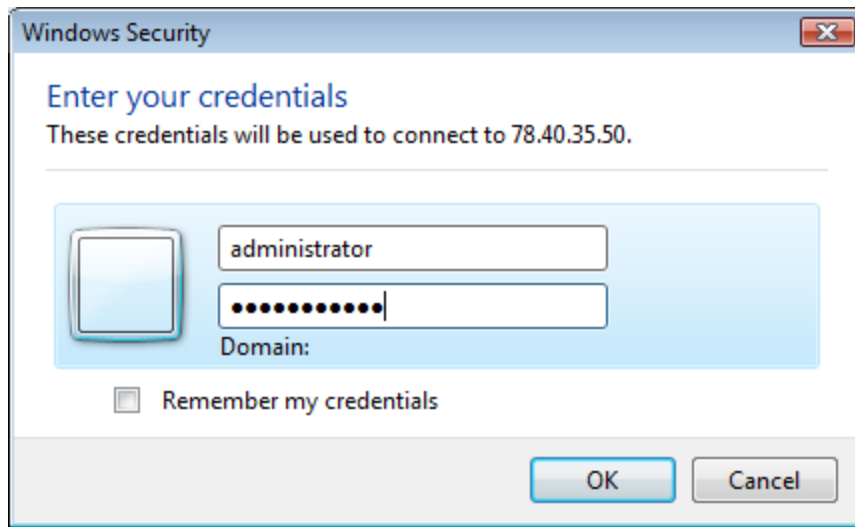 Windows Security
Enter your credentials
These credentials will be used to connect to 78.40.35.50.
administrator
●●●●●●●●●●●
Domain:
Remember my credentials
OK Cancel